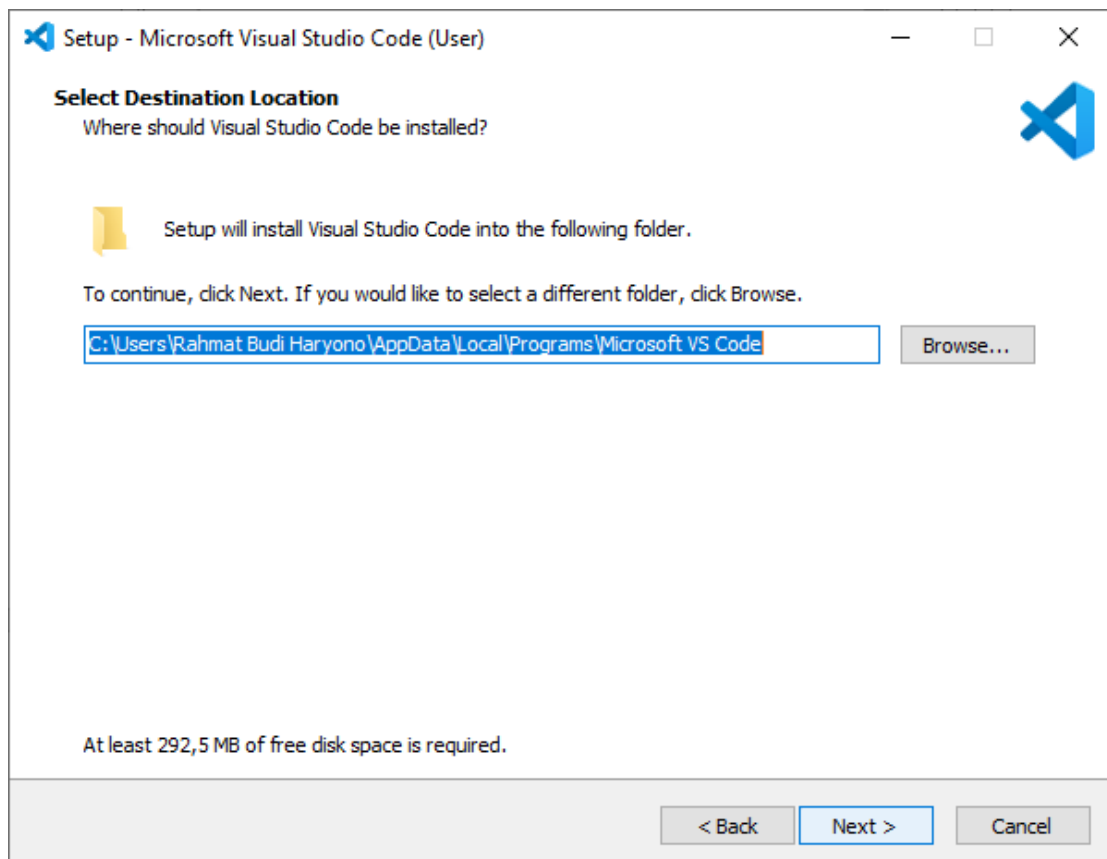 Setup - Microsoft Visual Studio Code (User)
Select Destination Location
Where should Visual Studio Code be installed?
Setup will install Visual Studio Code into the following folder.
To continue, click Next. If you would like to select a different folder, click Browse.
C:\Users\Rahmat Budi Haryono\AppData\Local\Programs\Microsoft VS Code
Browse...
At least 292,5 MB of free disk space is required.
< Back
Next >
Cancel